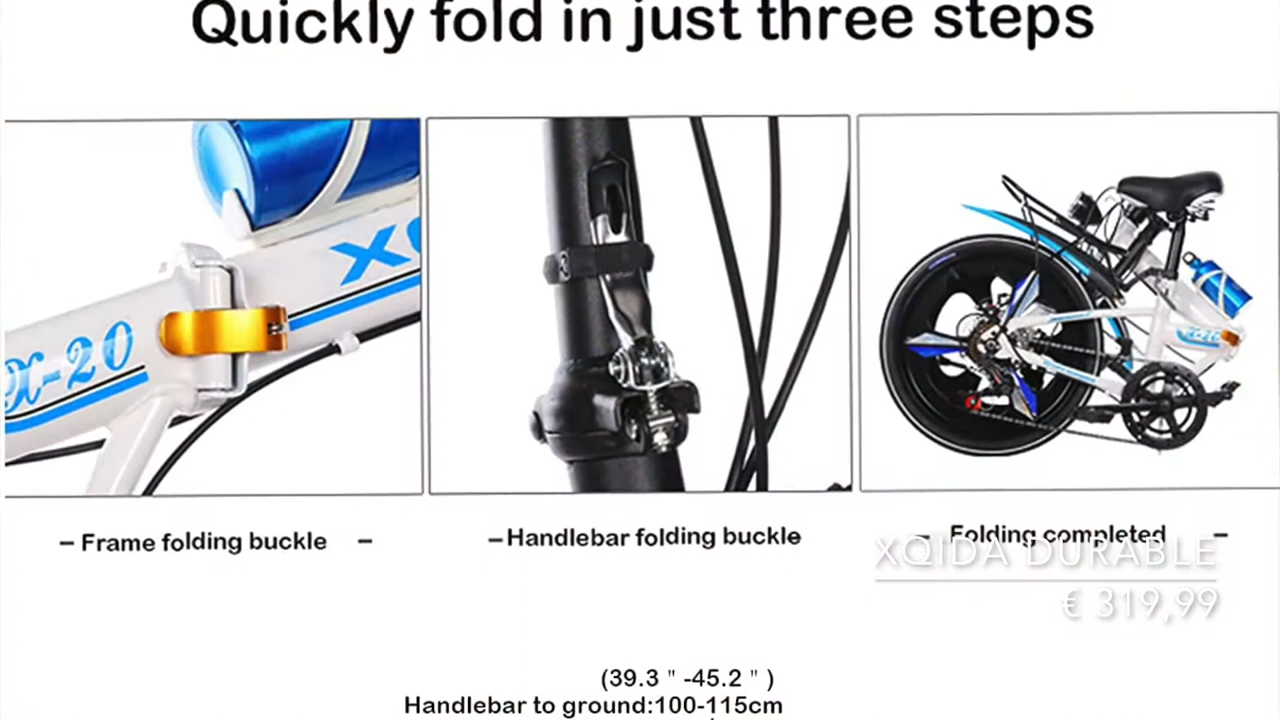 Quickly fold in just three steps
XQ
X-20
X-20
– Frame folding buckle –
–Handlebar folding buckle
– Folding completed –
XQIDA DURABLE
€ 319,99
(39.3 " -45.2 " )
Handlebar to ground:100-115cm